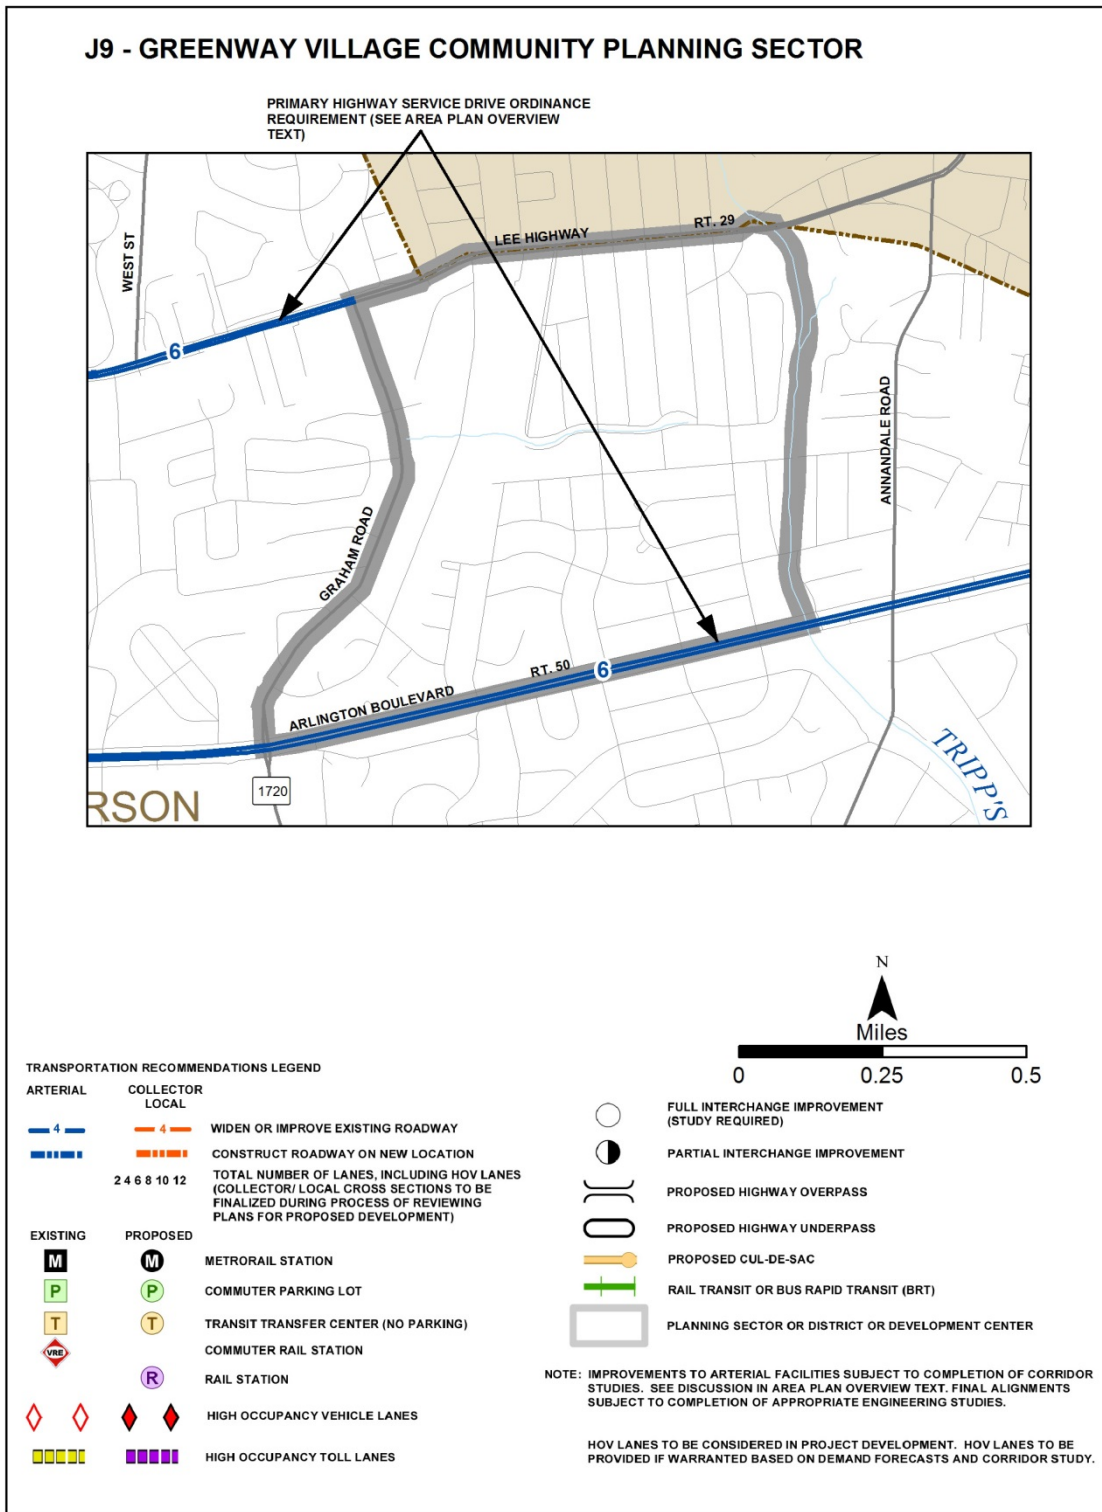 J9 - GREENWAY VILLAGE COMMUNITY PLANNING SECTOR
PRIMARY HIGHWAY SERVICE DRIVE ORDINANCE
REQUIREMENT (SEE AREA PLAN OVERVIEW
TEXT)
WEST ST
LEE HIGHWAY
RT. 29
6
ANNANDALE ROAD
GRAHAM ROAD
ARLINGTON BOULEVARD
RT. 50
6
1720
RSON
TRIPP'S
N
Miles
0 0.25 0.5
TRANSPORTATION RECOMMENDATIONS LEGEND
ARTERIAL
COLLECTOR
LOCAL
4 4 WIDEN OR IMPROVE EXISTING ROADWAY
CONSTRUCT ROADWAY ON NEW LOCATION
2 4 6 8 10 12
TOTAL NUMBER OF LANES, INCLUDING HOV LANES
(COLLECTOR/ LOCAL CROSS SECTIONS TO BE
FINALIZED DURING PROCESS OF REVIEWING
PLANS FOR PROPOSED DEVELOPMENT)
EXISTING PROPOSED
M M METRORAIL STATION
P P COMMUTER PARKING LOT
T T TRANSIT TRANSFER CENTER (NO PARKING)
VRE COMMUTER RAIL STATION
R RAIL STATION
HIGH OCCUPANCY VEHICLE LANES
HIGH OCCUPANCY TOLL LANES
FULL INTERCHANGE IMPROVEMENT
(STUDY REQUIRED)
PARTIAL INTERCHANGE IMPROVEMENT
PROPOSED HIGHWAY OVERPASS
PROPOSED HIGHWAY UNDERPASS
PROPOSED CUL-DE-SAC
RAIL TRANSIT OR BUS RAPID TRANSIT (BRT)
PLANNING SECTOR OR DISTRICT OR DEVELOPMENT CENTER
NOTE: IMPROVEMENTS TO ARTERIAL FACILITIES SUBJECT TO COMPLETION OF CORRIDOR
STUDIES. SEE DISCUSSION IN AREA PLAN OVERVIEW TEXT. FINAL ALIGNMENTS
SUBJECT TO COMPLETION OF APPROPRIATE ENGINEERING STUDIES.
HOV LANES TO BE CONSIDERED IN PROJECT DEVELOPMENT. HOV LANES TO BE
PROVIDED IF WARRANTED BASED ON DEMAND FORECASTS AND CORRIDOR STUDY.